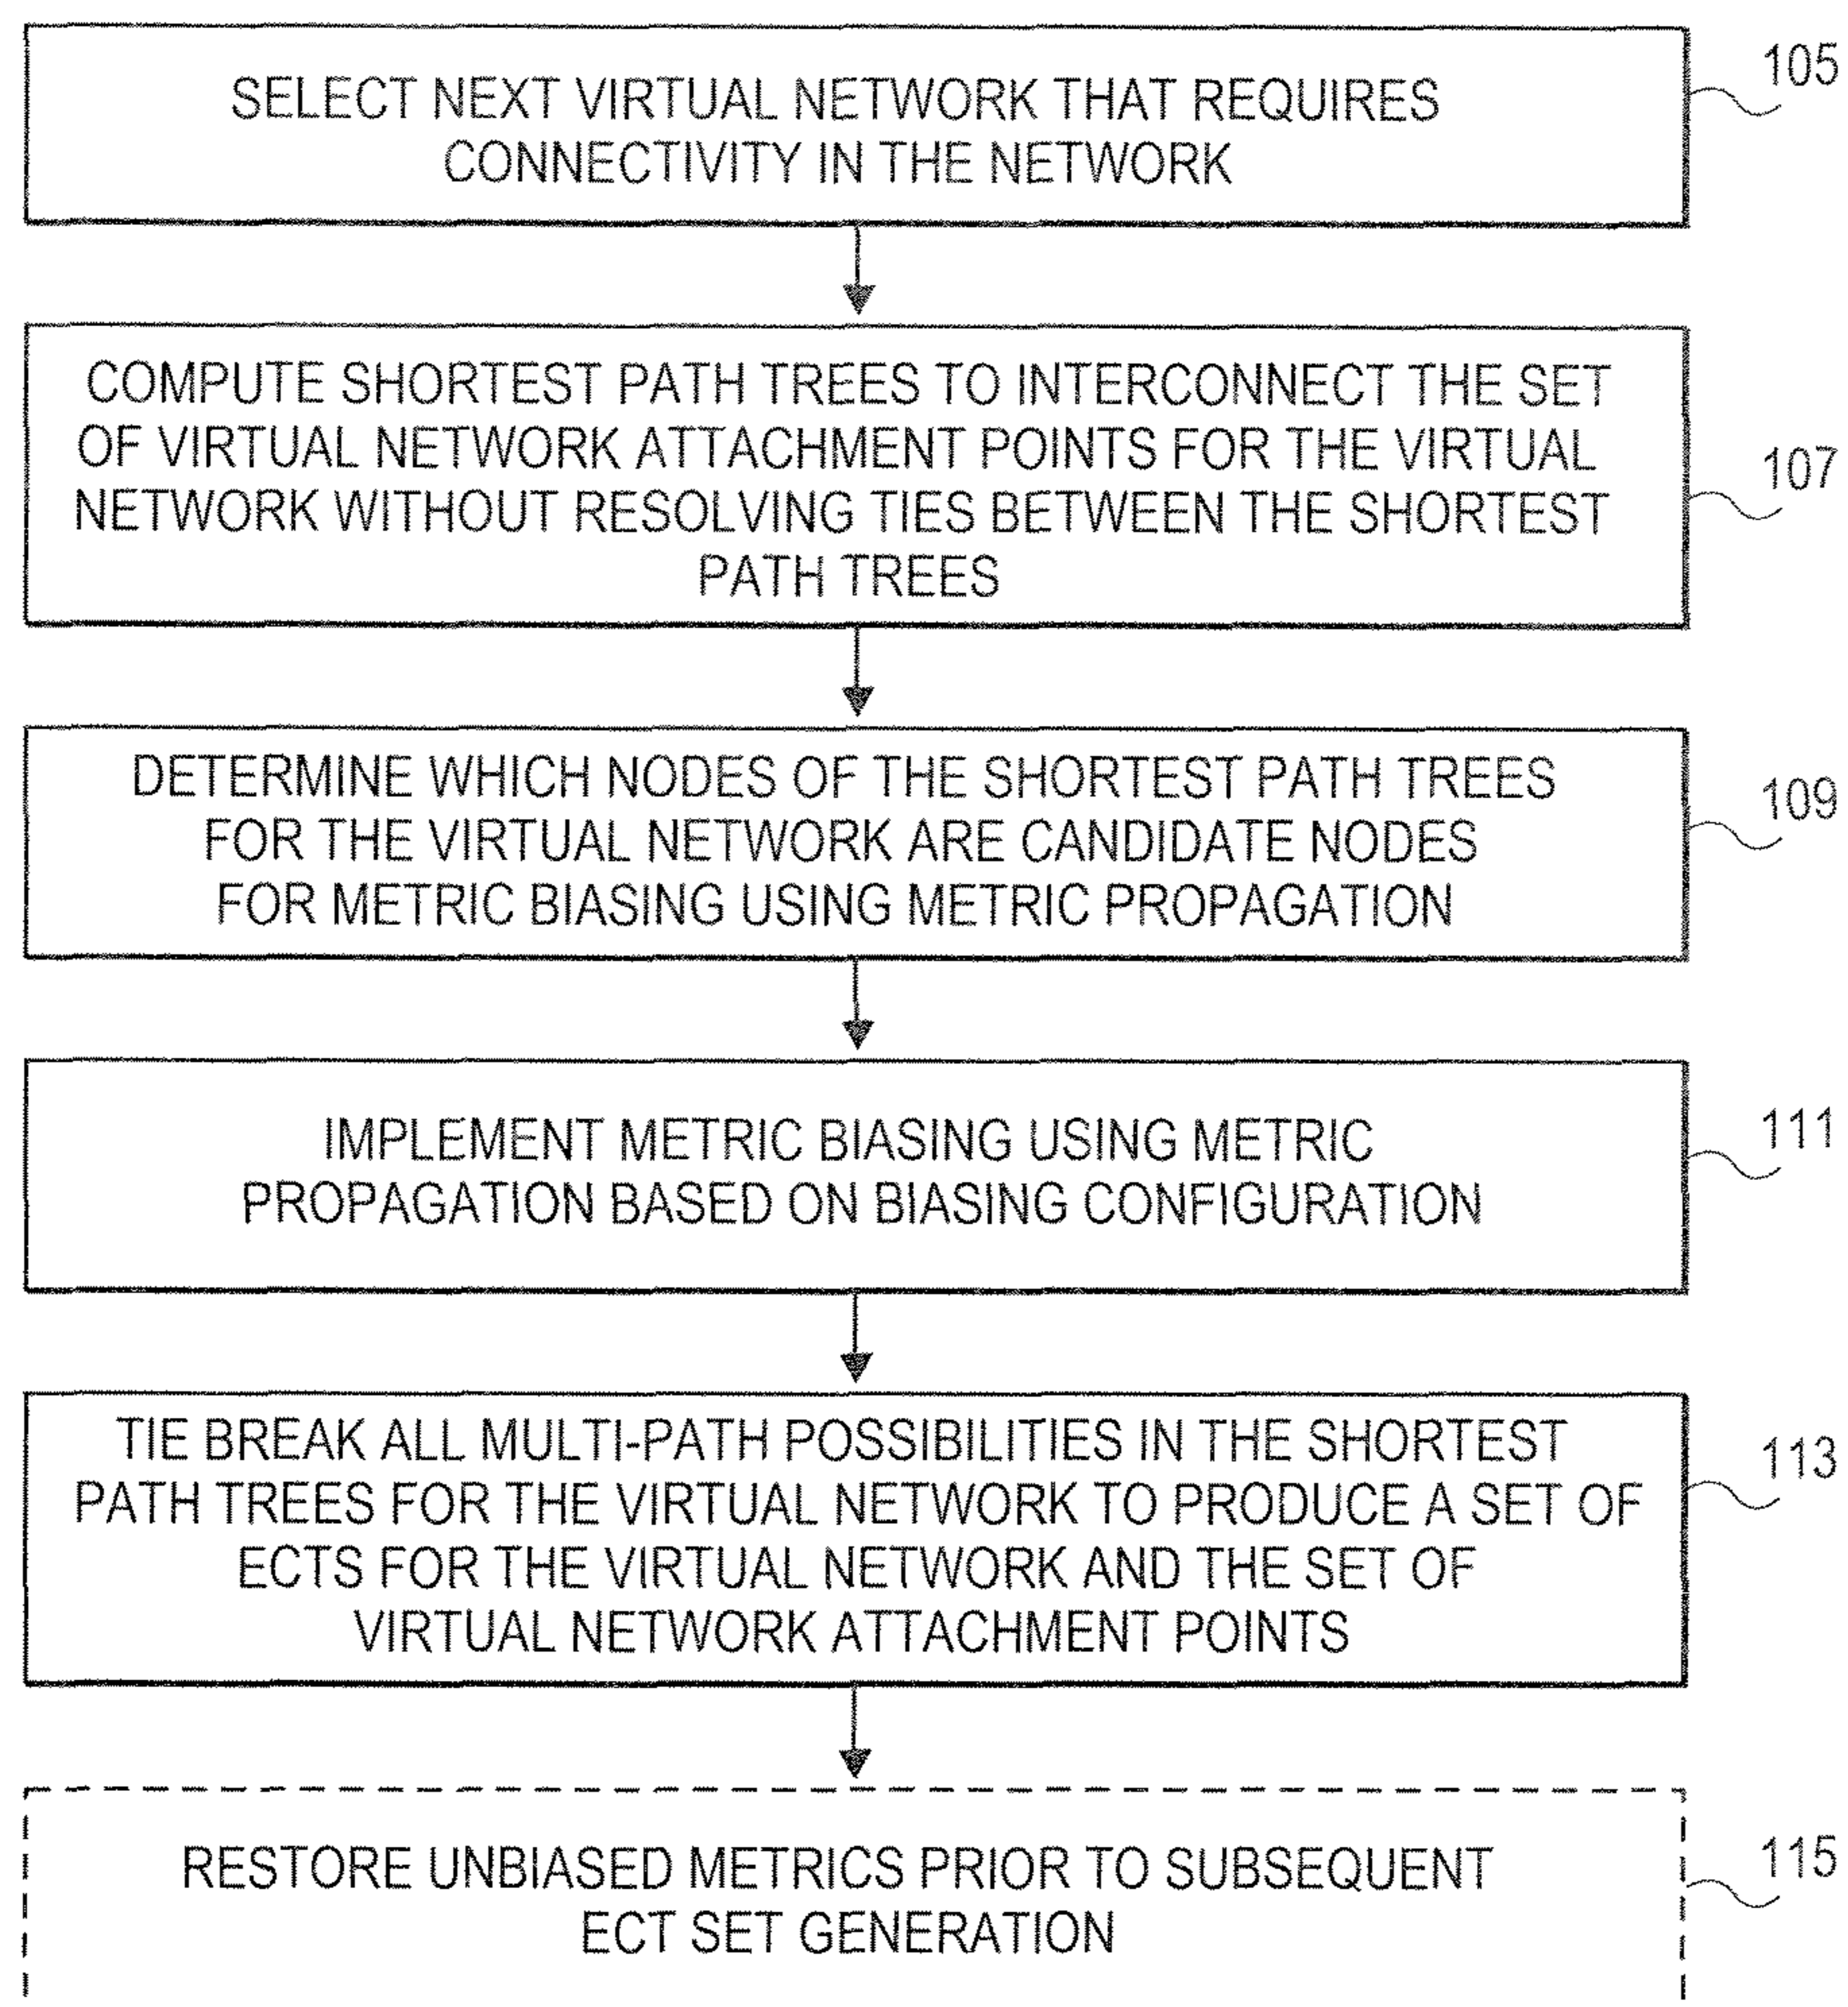 SELECT NEXT VIRTUAL NETWORK THAT REQUIRES
CONNECTIVITY IN THE NETWORK
105
COMPUTE SHORTEST PATH TREES TO INTERCONNECT THE SET
OF VIRTUAL NETWORK ATTACHMENT POINTS FOR THE VIRTUAL
NETWORK WITHOUT RESOLVING TIES BETWEEN THE SHORTEST
PATH TREES
107
DETERMINE WHICH NODES OF THE SHORTEST PATH TREES
FOR THE VIRTUAL NETWORK ARE CANDIDATE NODES
FOR METRIC BIASING USING METRIC PROPAGATION
109
IMPLEMENT METRIC BIASING USING METRIC
PROPAGATION BASED ON BIASING CONFIGURATION
111
TIE BREAK ALL MULTI-PATH POSSIBILITIES IN THE SHORTEST
PATH TREES FOR THE VIRTUAL NETWORK TO PRODUCE A SET OF
ECTS FOR THE VIRTUAL NETWORK AND THE SET OF
VIRTUAL NETWORK ATTACHMENT POINTS
113
RESTORE UNBIASED METRICS PRIOR TO SUBSEQUENT
ECT SET GENERATION
115